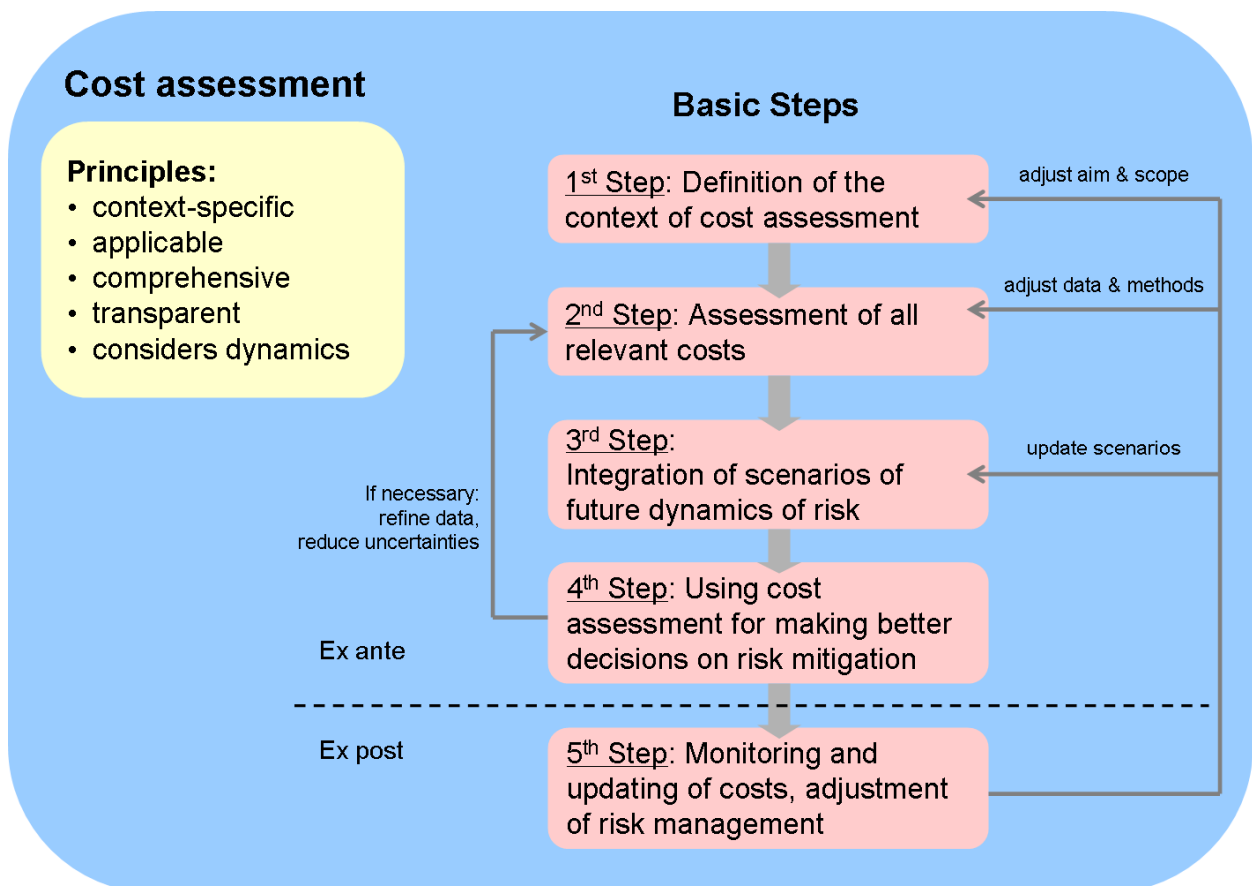 Cost assessment
Principles:
• context-specific
• applicable
• comprehensive
• transparent
• considers dynamics
Basic Steps
1st Step: Definition of the
context of cost assessment
adjust aim & scope
2nd Step: Assessment of all
relevant costs
adjust data & methods
3rd Step:
Integration of scenarios of
future dynamics of risk
update scenarios
If necessary:
refine data,
reduce uncertainties
4th Step: Using cost
assessment for making better
decisions on risk mitigation
Ex ante
Ex post
5th Step: Monitoring and
updating of costs, adjustment
of risk management